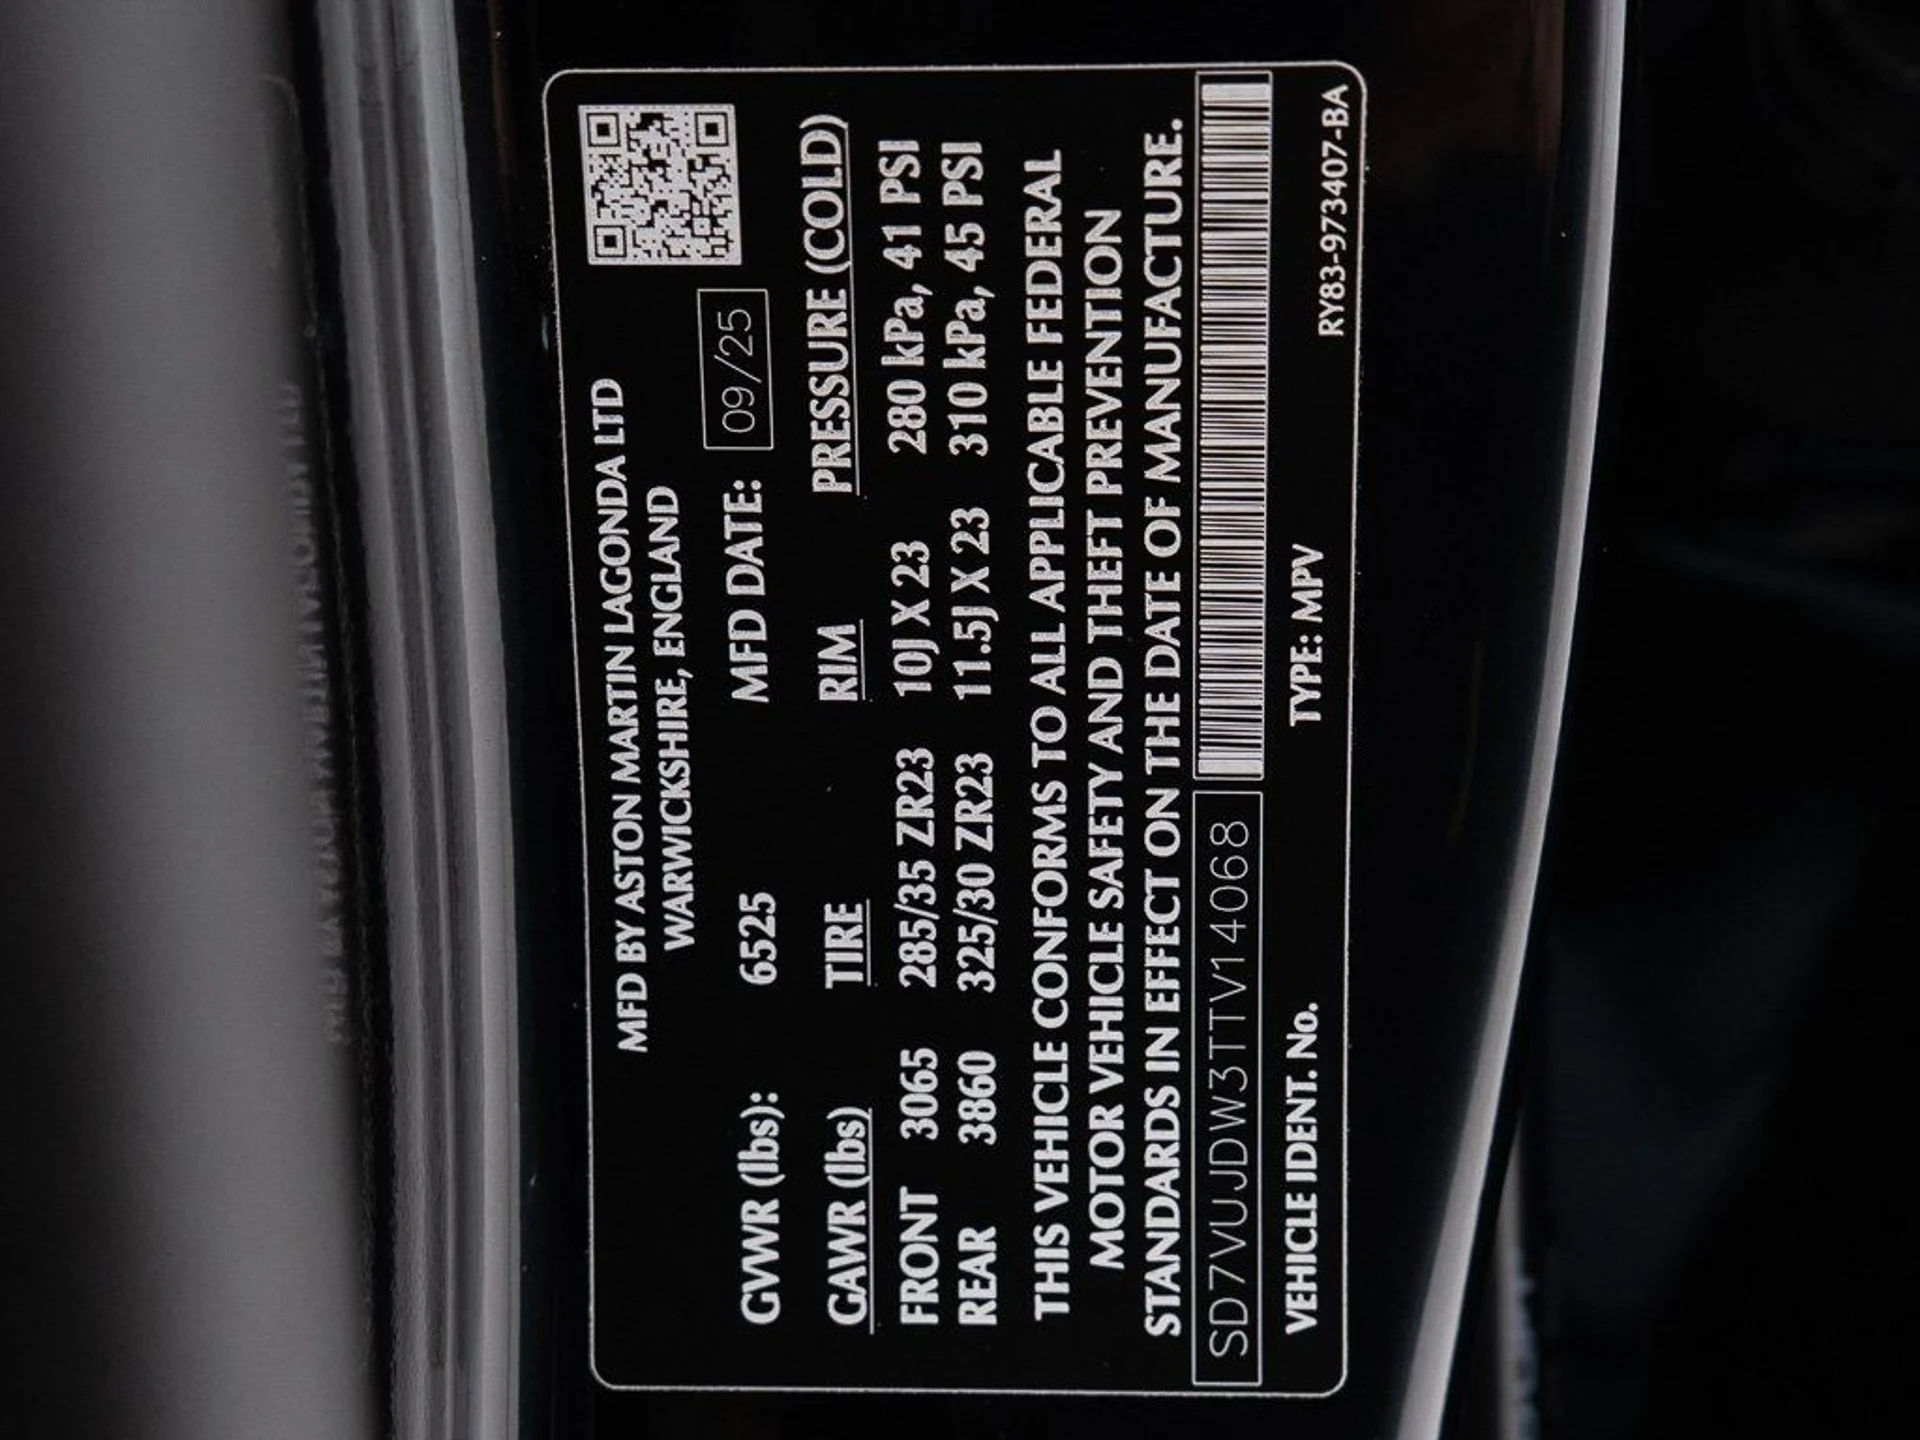 MFD BY ASTON MARTIN LAGONDA LTD
WARWICKSHIRE, ENGLAND
GVWR (lbs): 6525 MFD DATE: 09/25
GAWR (lbs) TIRE RIM PRESSURE (COLD)
FRONT 3065 285/35 ZR23 10J X 23 280 kPa, 41 PSI
REAR 3860 325/30 ZR23 11.5J X 23 310 kPa, 45 PSI
THIS VEHICLE CONFORMS TO ALL APPLICABLE FEDERAL
MOTOR VEHICLE SAFETY AND THEFT PREVENTION
STANDARDS IN EFFECT ON THE DATE OF MANUFACTURE.
SD7VUJDW3TTV14068
VEHICLE IDENT. No. TYPE: MPV RY83-973407-BA